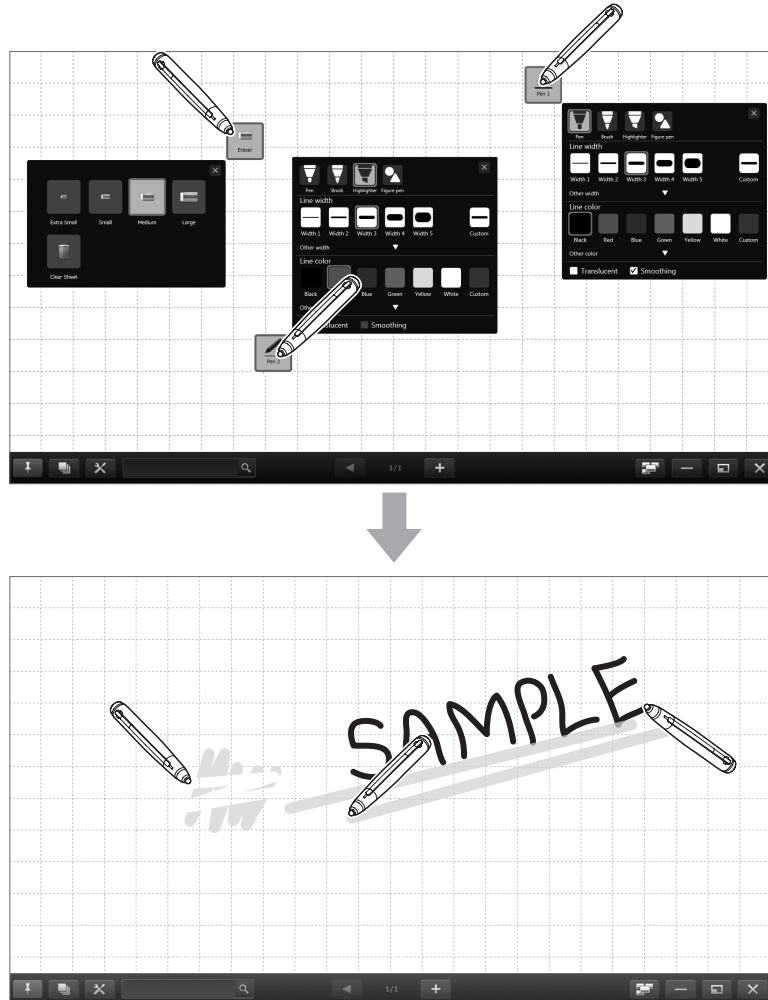 Pen 1
Eraser
Extra Small Small Medium Large
Clear Sheet
Pen Brush Highlighter Figure pen
Line width
Width 1 Width 2 Width 3 Width 4 Width 5 Custom
Other width
Line color
Black Blue Green Yellow White Custom
Other
slucent Smoothing
Pen 2
Pen Brush Highlighter Figure pen
Line width
Width 1 Width 2 Width 3 Width 4 Width 5 Custom
Other width
Line color
Black Red Blue Green Yellow White Custom
Other color
Translucent Smoothing
1/1
SAMPLE
1/1